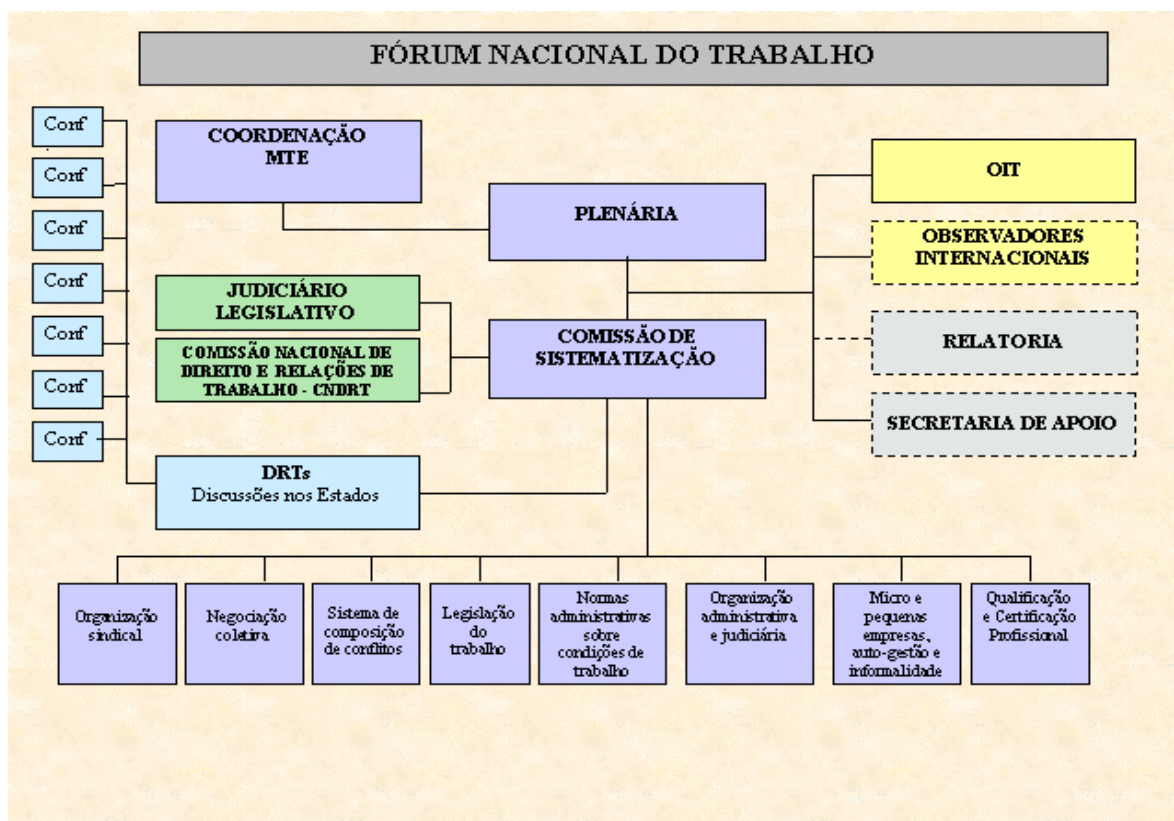 FÓRUM NACIONAL DO TRABALHO
Conf
Conf
Conf
Conf
Conf
Conf
Conf
COORDENAÇÃO
MTE
PLENÁRIA
OIT
OBSERVADORES
INTERNACIONAIS
JUDICIÁRIO
LEGISLATIVO
COMISSÃO NACIONAL DE
DIREITO E RELAÇÕES DE
TRABALHO - CNDRT
COMISSÃO DE
SISTEMATIZAÇÃO
RELATORIA
SECRETARIA DE APOIO
DRTs
Discussões nos Estados
Organização
sindical
Negociação
coletiva
Sistema de
composição
de conflitos
Legislação
do
trabalho
Normas
administrativas
sobre
condições de
trabalho
Organização
administrativa
e judiciária
Micro e
pequenas
empresas,
auto-gestão e
informalidade
Qualificação
e Certificação
Profissional